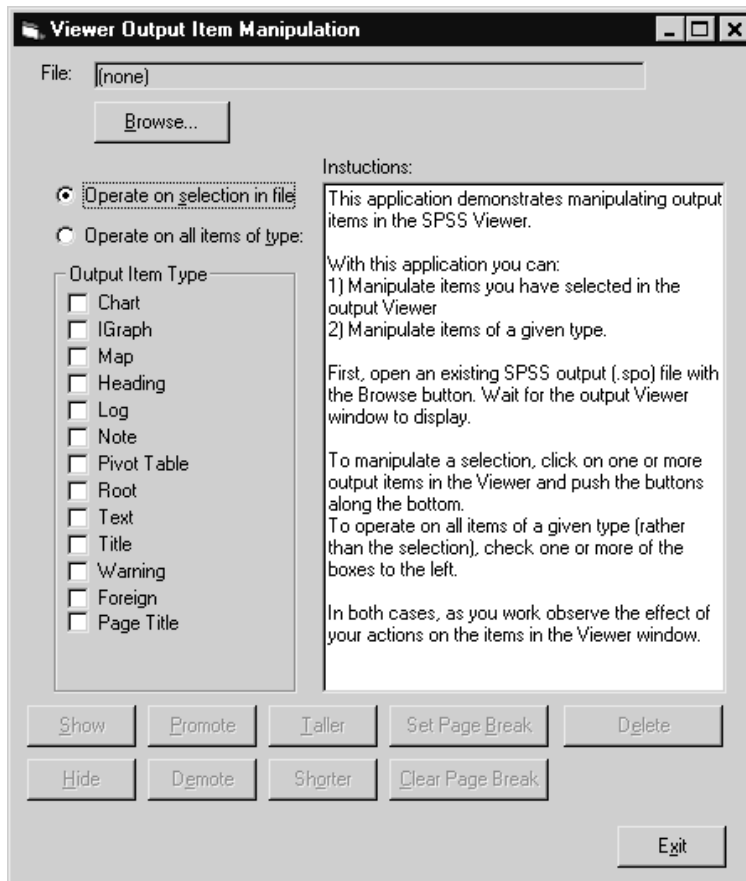 Viewer Output Item Manipulation
File: (none)
Browse...
Operate on selection in file
Operate on all items of type:
Output Item Type
Chart
IGraph
Map
Heading
Log
Note
Pivot Table
Root
Text
Title
Warning
Foreign
Page Title
Instuctions:
This application demonstrates manipulating output
items in the SPSS Viewer.
With this application you can:
1) Manipulate items you have selected in the
output Viewer
2) Manipulate items of a given type.
First, open an existing SPSS output (.spo) file with
the Browse button. Wait for the output Viewer
window to display.
To manipulate a selection, click on one or more
output items in the Viewer and push the buttons
along the bottom.
To operate on all items of a given type (rather
than the selection), check one or more of the
boxes to the left.
In both cases, as you work observe the effect of
your actions on the items in the Viewer window.
Show Promote Taller Set Page Break Delete
Hide Demote Shorter Clear Page Break
Exit